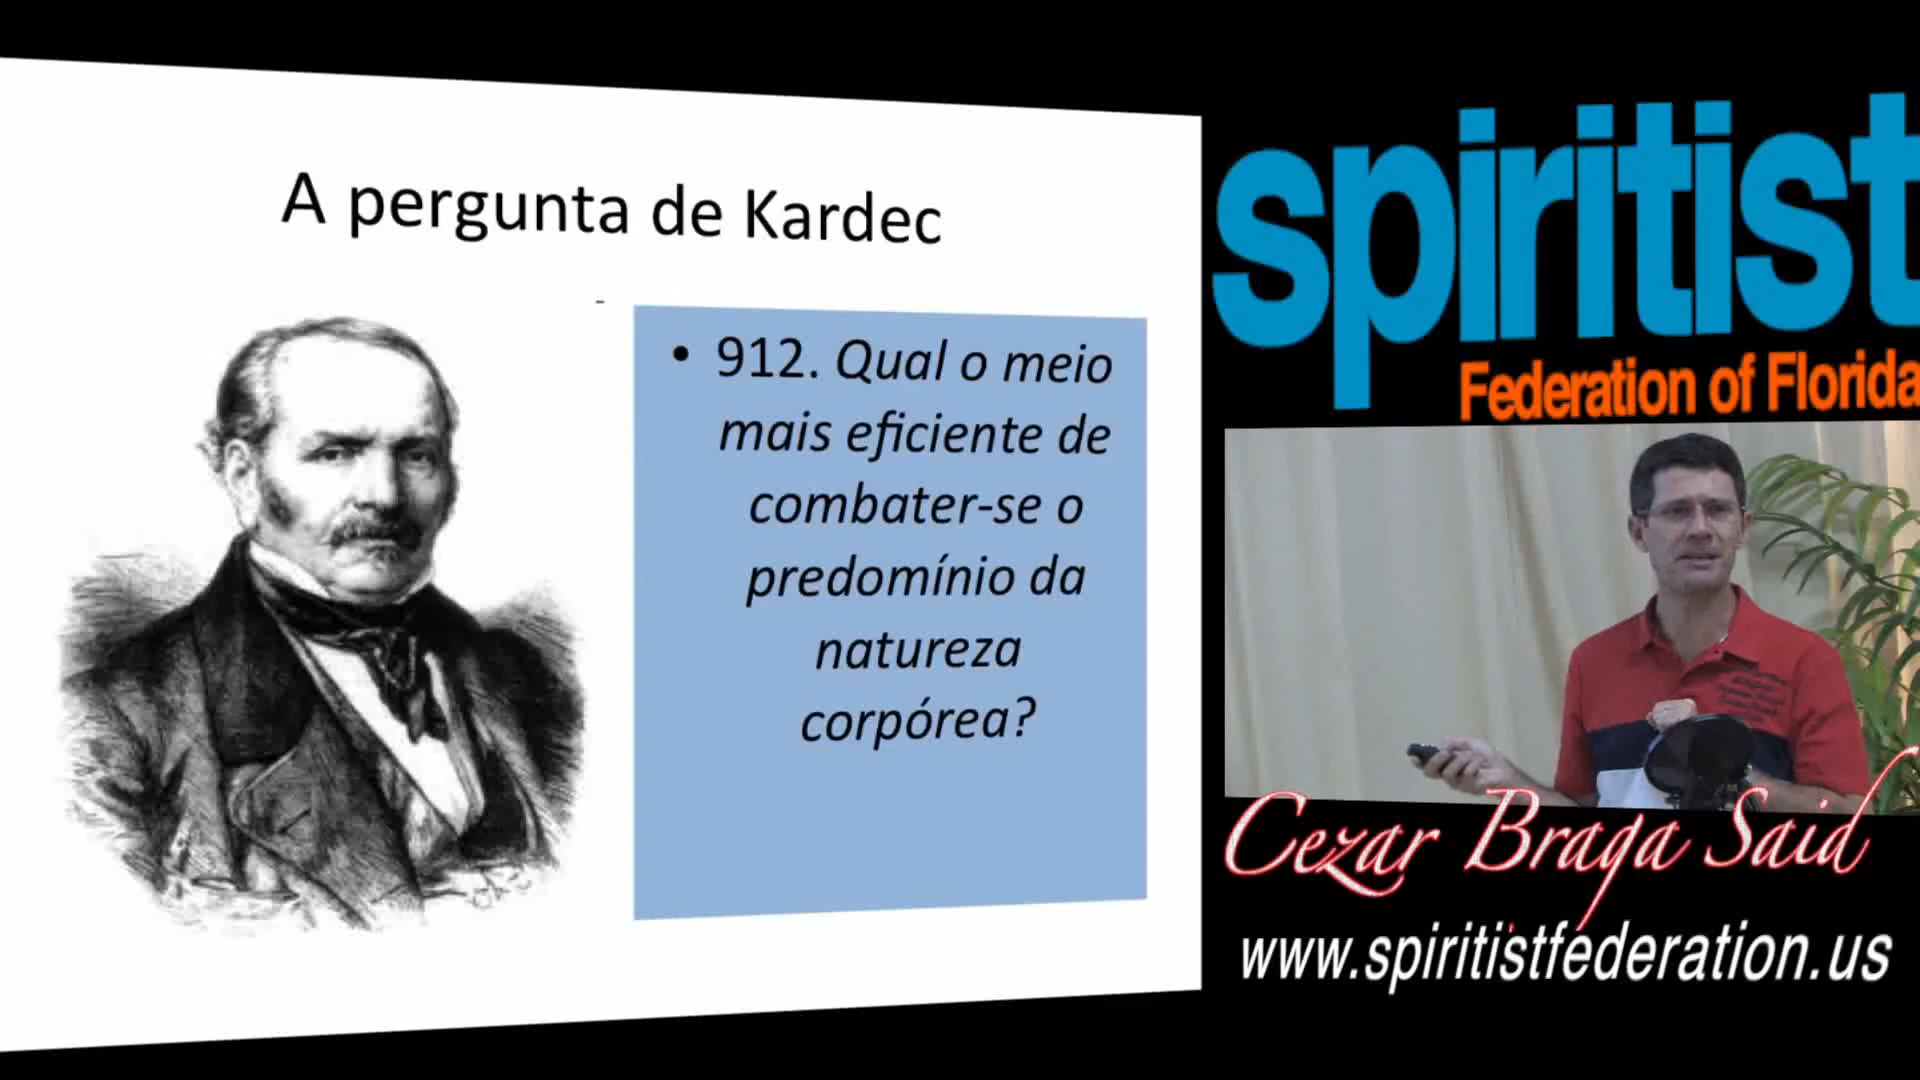 A pergunta de Kardec
• 912. Qual o meio
mais eficiente de
combater-se o
predomínio da
natureza
corpórea?
spiritist
Federation of Florida
Cezar Braga Said
www.spiritistfederation.us